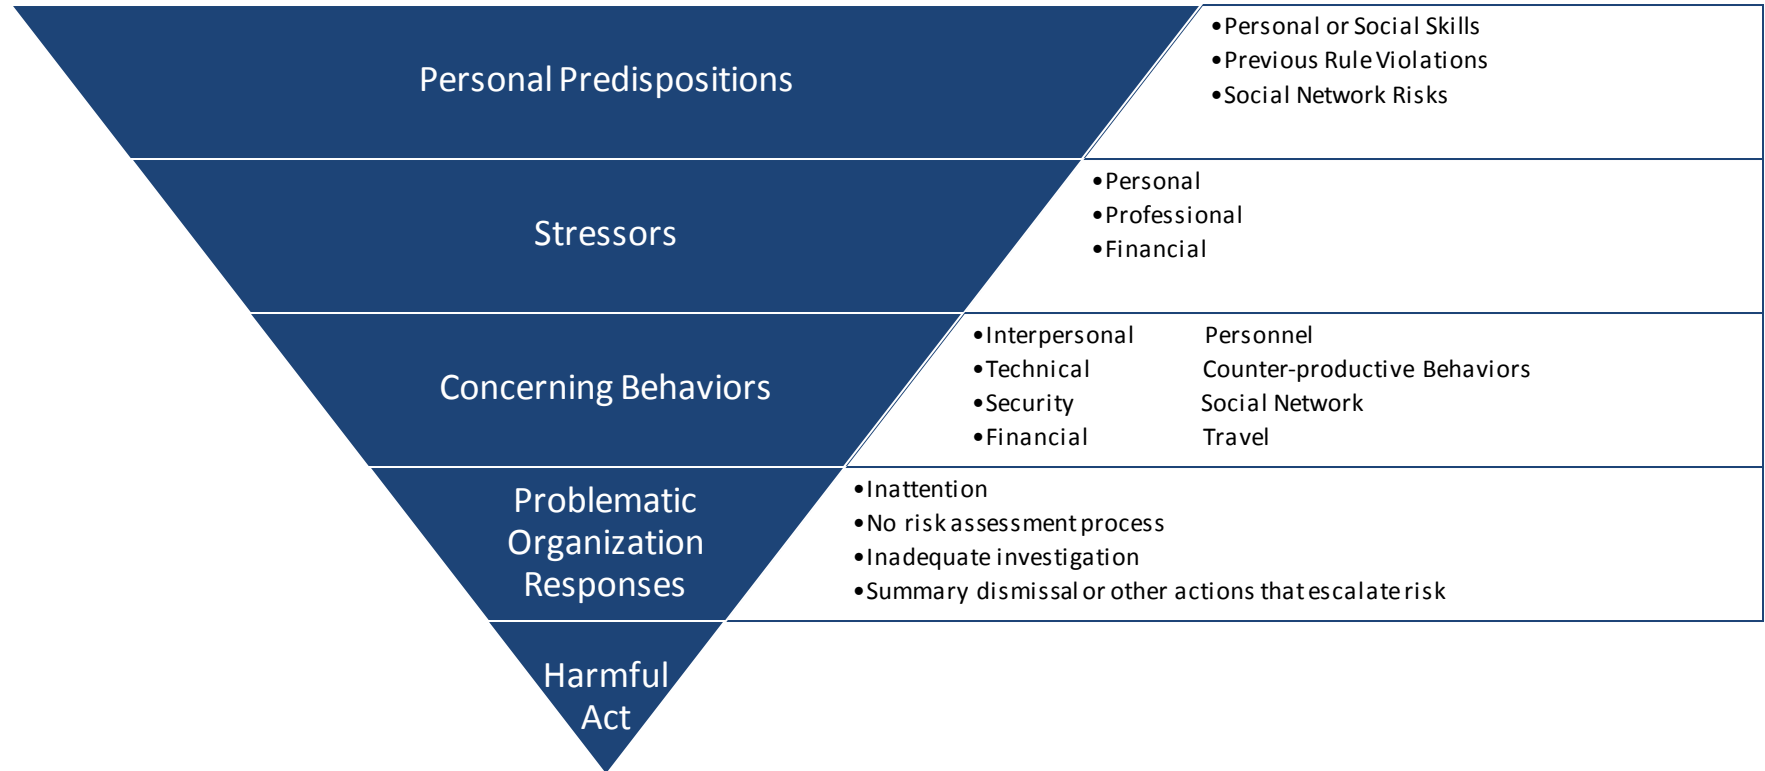 Personal Predispositions
•Personal or Social Skills
•Previous Rule Violations
•Social Network Risks
Stressors
•Personal
•Professional
•Financial
Concerning Behaviors
•Interpersonal Personnel
•Technical Counter-productive Behaviors
•Security Social Network
•Financial Travel
Problematic
Organization
Responses
•Inattention
•No risk assessment process
•Inadequate investigation
•Summary dismissal or other actions that escalate risk
Harmful
Act